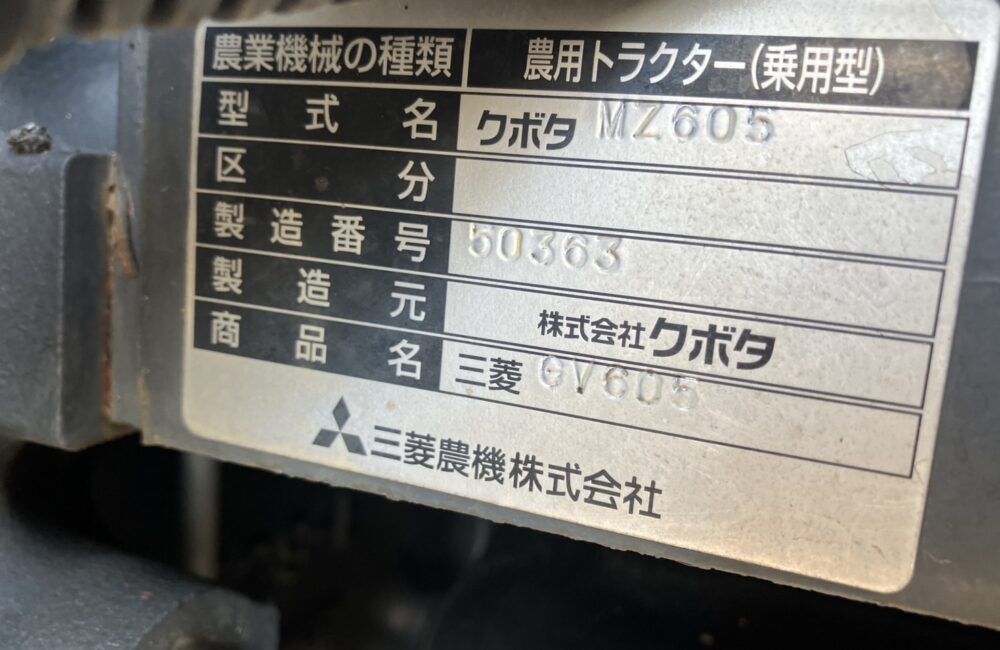 農業機械の種類 農用トラクター(乗用型)
型式名 クボタ MZ605
区分
製造番号 50363
製造元 株式会社クボタ
商品名 三菱 GV605
三菱農機株式会社